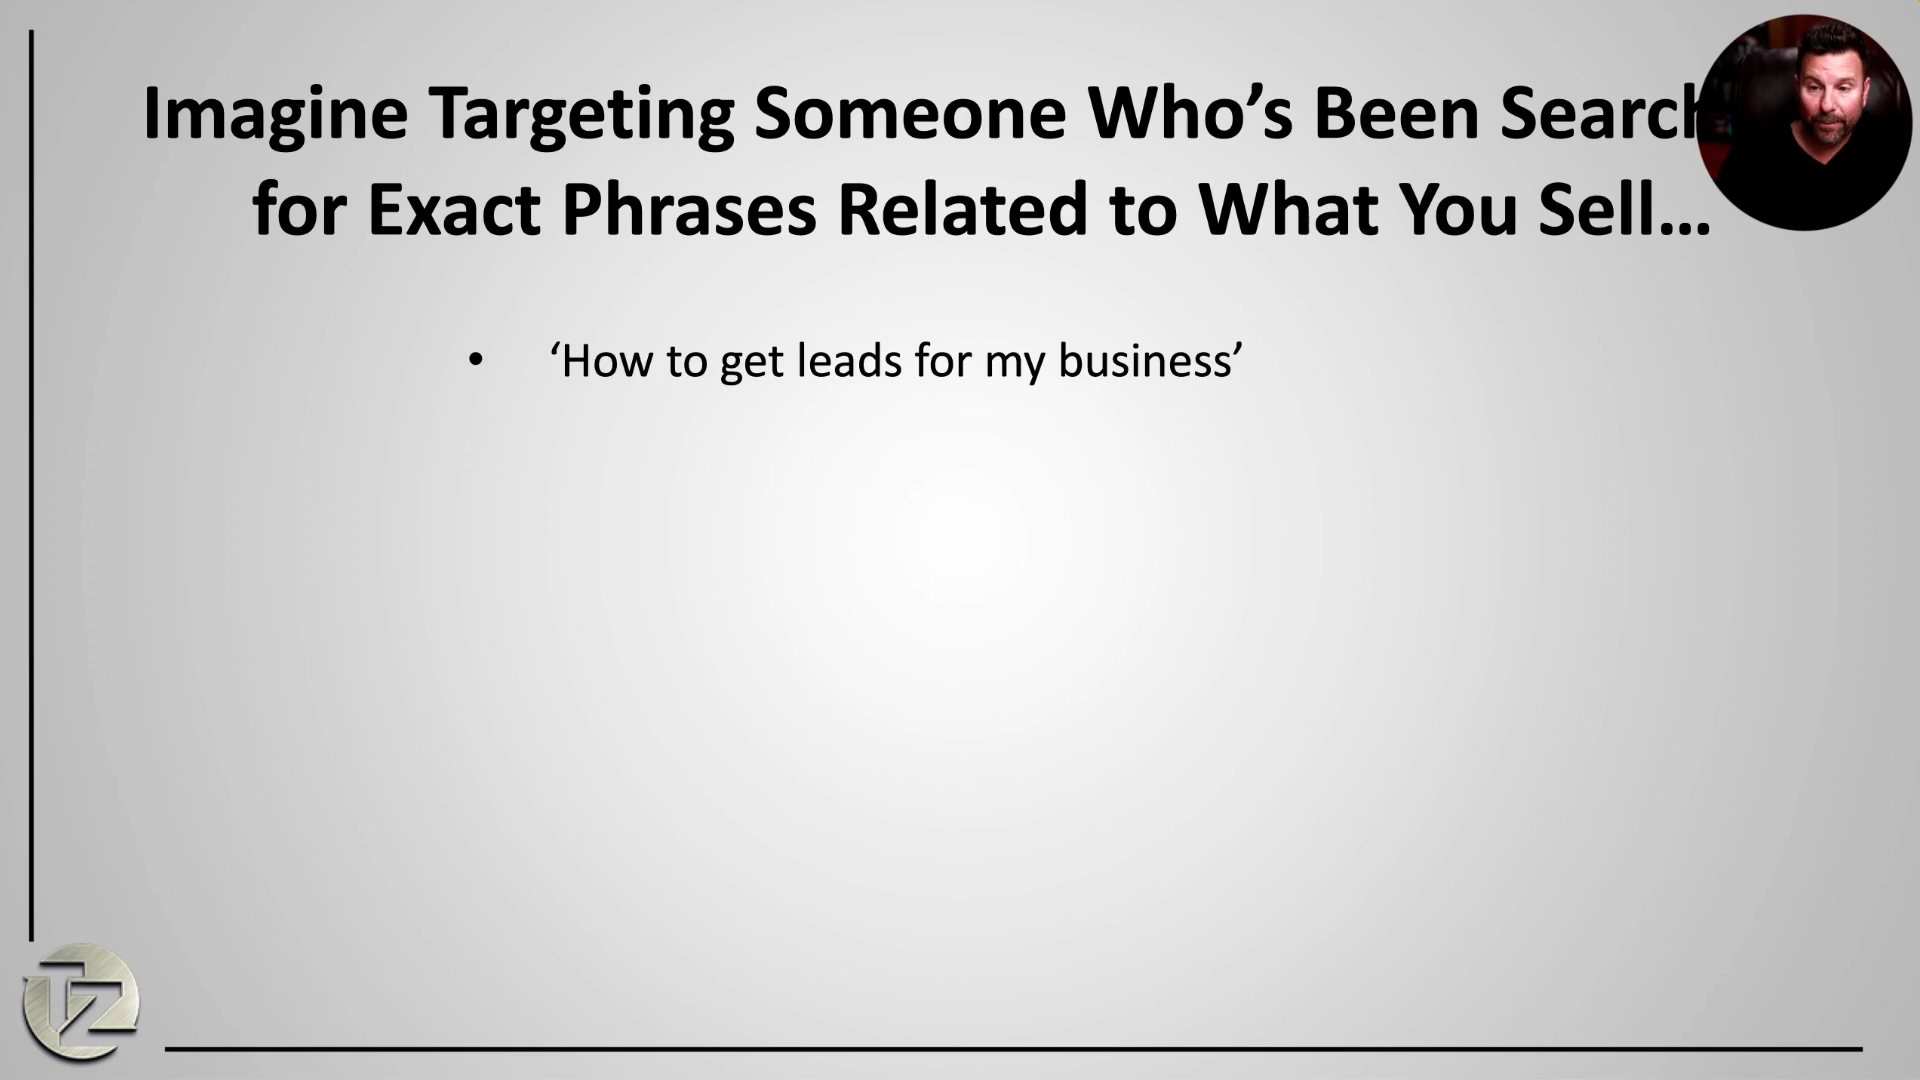 Imagine Targeting Someone Who’s Been Search
for Exact Phrases Related to What You Sell…
• ‘How to get leads for my business’
TZ